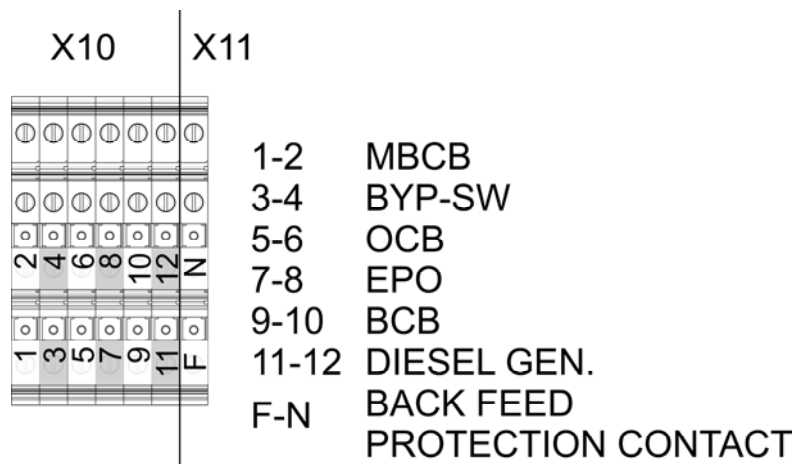 X10 X11
1-2 MBCB
3-4 BYP-SW
5-6 OCB
7-8 EPO
9-10 BCB
11-12 DIESEL GEN.
F-N BACK FEED
PROTECTION CONTACT
2 4 6 8 10 12 N
1 3 5 7 9 11 F